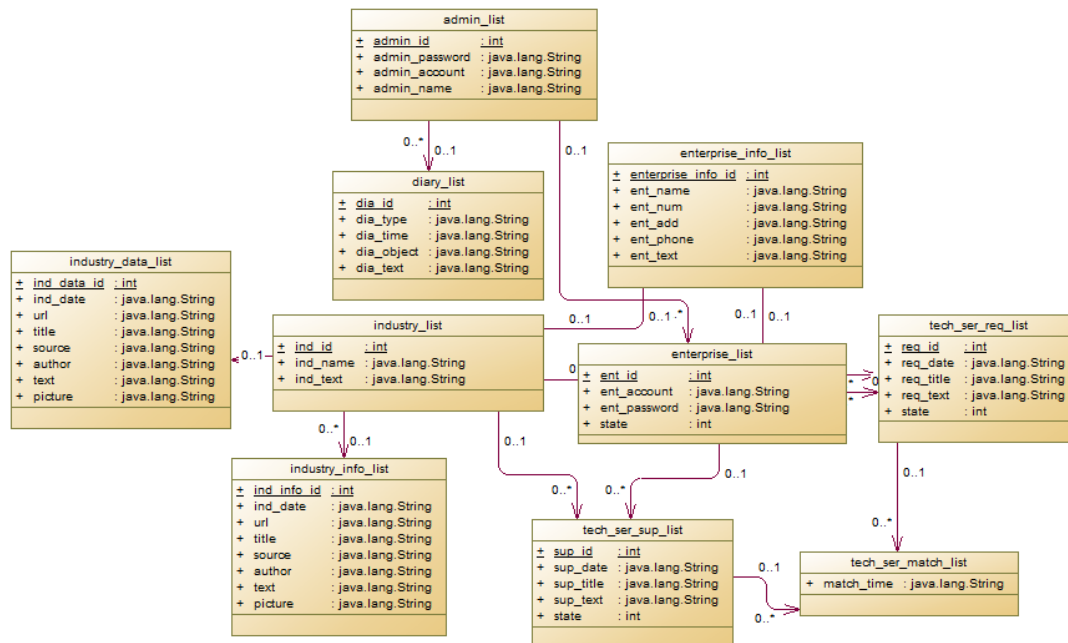 admin_list
+ admin_id : int
+ admin_password : java.lang.String
+ admin_account : java.lang.String
+ admin_name : java.lang.String
0..*
0..1
0..1
enterprise_info_list
+ enterprise_info_id : int
+ ent_name : java.lang.String
+ ent_num : java.lang.String
+ ent_add : java.lang.String
+ ent_phone : java.lang.String
+ ent_text : java.lang.String
diary_list
+ dia_id : int
+ dia_type : java.lang.String
+ dia_time : java.lang.String
+ dia_object : java.lang.String
+ dia_text : java.lang.String
industry_data_list
+ ind_data_id : int
+ ind_date : java.lang.String
+ url : java.lang.String
+ title : java.lang.String
+ source : java.lang.String
+ author : java.lang.String
+ text : java.lang.String
+ picture : java.lang.String
0..1
industry_list
+ ind_id : int
+ ind_name : java.lang.String
+ ind_text : java.lang.String
0..1
0..1
.*
0..1
0..1
0
enterprise_list
+ ent_id : int
+ ent_account : java.lang.String
+ ent_password : java.lang.String
+ state : int
*
0
*
tech_ser_req_list
+ req_id : int
+ req_date : java.lang.String
+ req_title : java.lang.String
+ req_text : java.lang.String
+ state : int
0..*
0..1
0..1
0..1
0..1
industry_info_list
+ ind_info_id : int
+ ind_date : java.lang.String
+ url : java.lang.String
+ title : java.lang.String
+ source : java.lang.String
+ author : java.lang.String
+ text : java.lang.String
+ picture : java.lang.String
0..*
0..*
0..*
tech_ser_sup_list
+ sup_id : int
+ sup_date : java.lang.String
+ sup_title : java.lang.String
+ sup_text : java.lang.String
+ state : int
0..1
0..*
tech_ser_match_list
+ match_time : java.lang.String